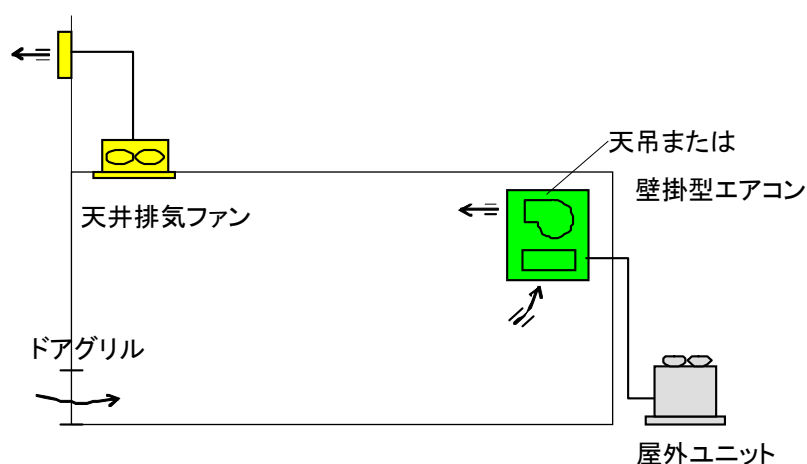 天吊または
壁掛型エアコン
天井排気ファン
ドアグリル
屋外ユニット